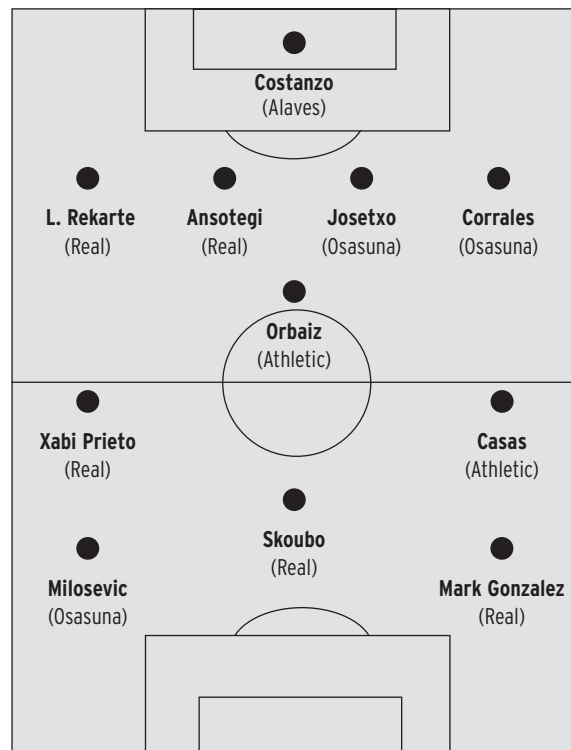 Costanzo
(Alaves)
L. Rekarte
(Real)
Ansotegi
(Real)
Josetxo
(Osasuna)
Corrales
(Osasuna)
Orbaiz
(Athletic)
Xabi Prieto
(Real)
Casas
(Athletic)
Skoubo
(Real)
Milosevic
(Osasuna)
Mark Gonzalez
(Real)